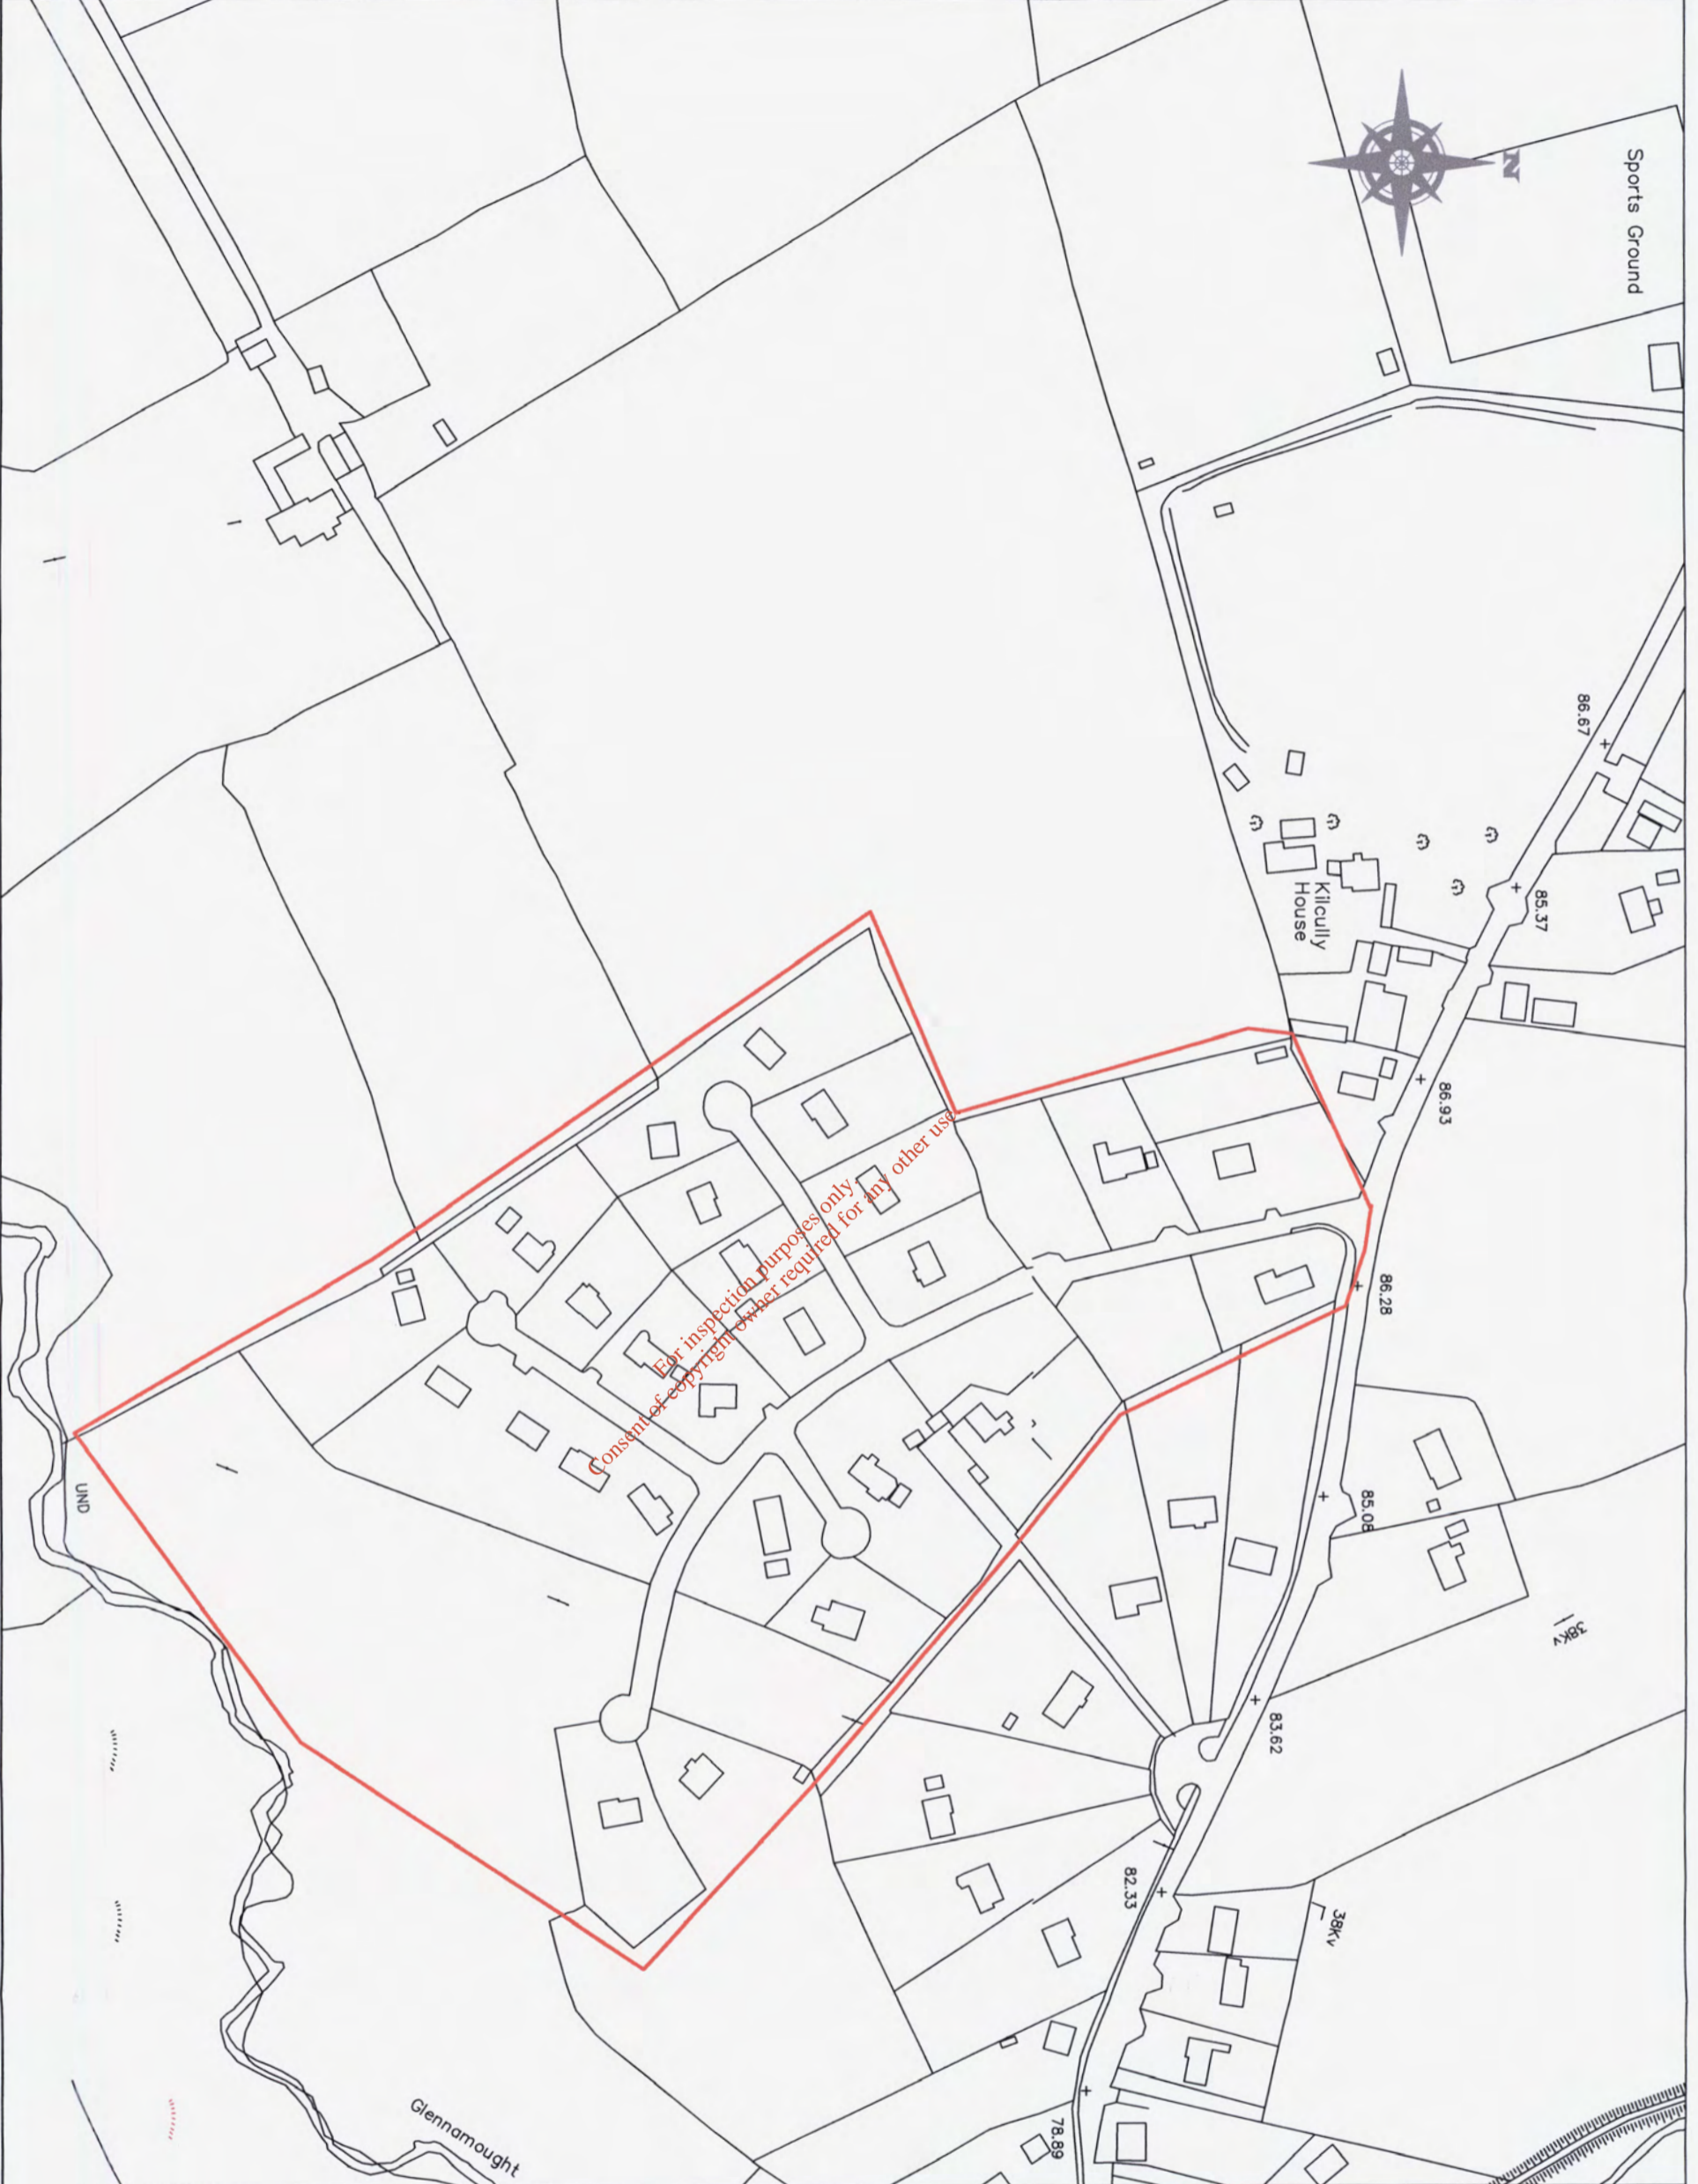 Sports Ground
N
86.67
85.37
Kilcully
House
86.93
86.28
85.08
38Kv
83.62
82.33
38Kv
78.89
UND
Glennamought
For inspection purposes only.
Consent of copyright owner required for any other use.